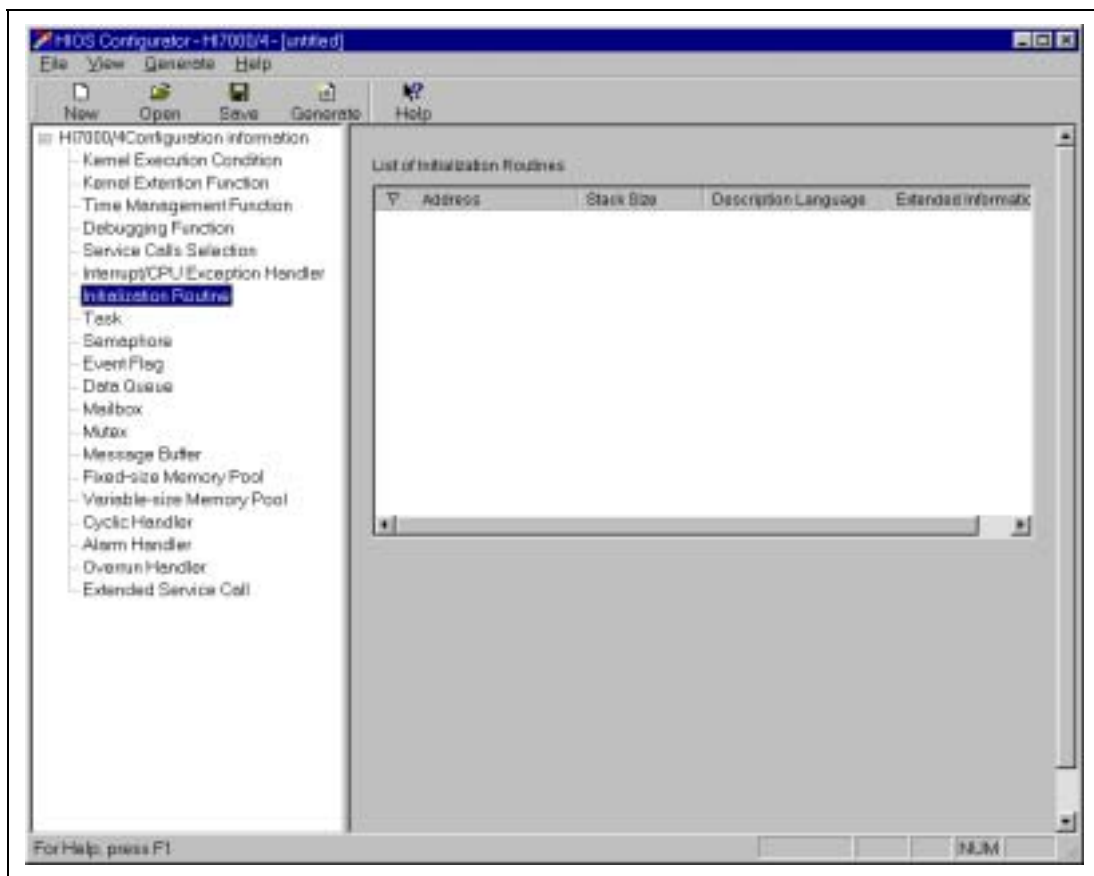 HIOS Configurator - HI7000/4 - [untitled]
File View Generate Help
New Open Save Generate Help
HI7000/4Configuration information
Kernel Execution Condition
Kernel Extention Function
Time Management Function
Debugging Function
Service Calls Selection
Interrupt/CPU Exception Handler
Initialization Routine
Task
Semaphore
Event Flag
Data Queue
Mailbox
Mutex
Message Buffer
Fixed-size Memory Pool
Variable-size Memory Pool
Cyclic Handler
Alarm Handler
Overrun Handler
Extended Service Call
List of Initialization Routines
Address Stack Size Description Language Extended Informatic
For Help, press F1
NUM